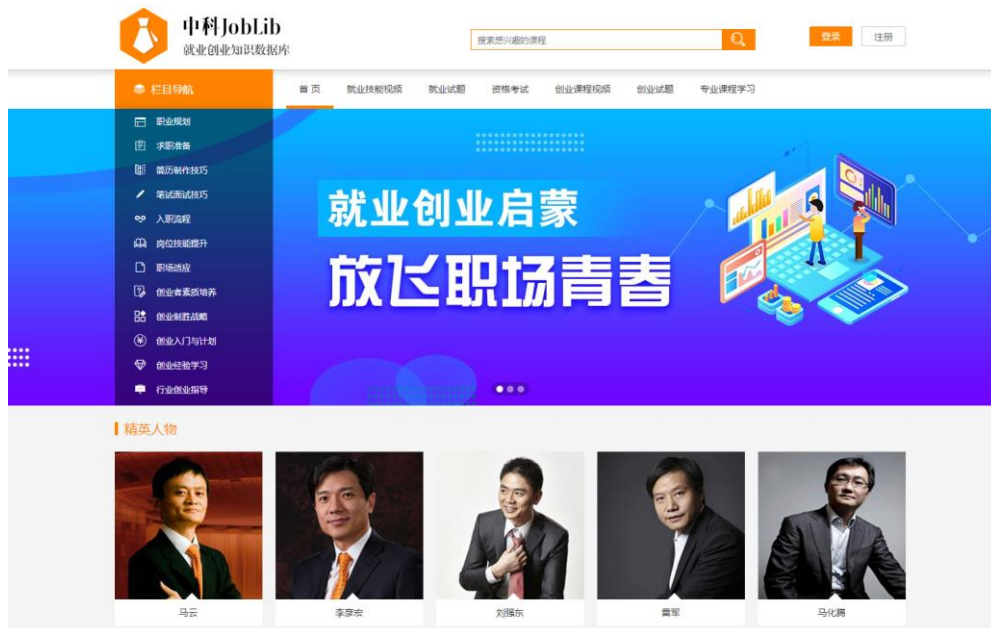 中科JobLib
就业创业知识数据库
搜索感兴趣的课程
登录
注册
栏目导航
首页
就业技能视频
就业试题
资格考试
创业课程视频
创业试题
专业课程学习
职业规划
求职准备
简历制作技巧
笔试面试技巧
入职流程
岗位技能提升
职场适应
创业者素质培养
创业制胜战略
创业入门与计划
创业经验学习
行业创业指导
就业创业启蒙
放飞职场青春
精英人物
马云
李彦宏
刘强东
雷军
马化腾